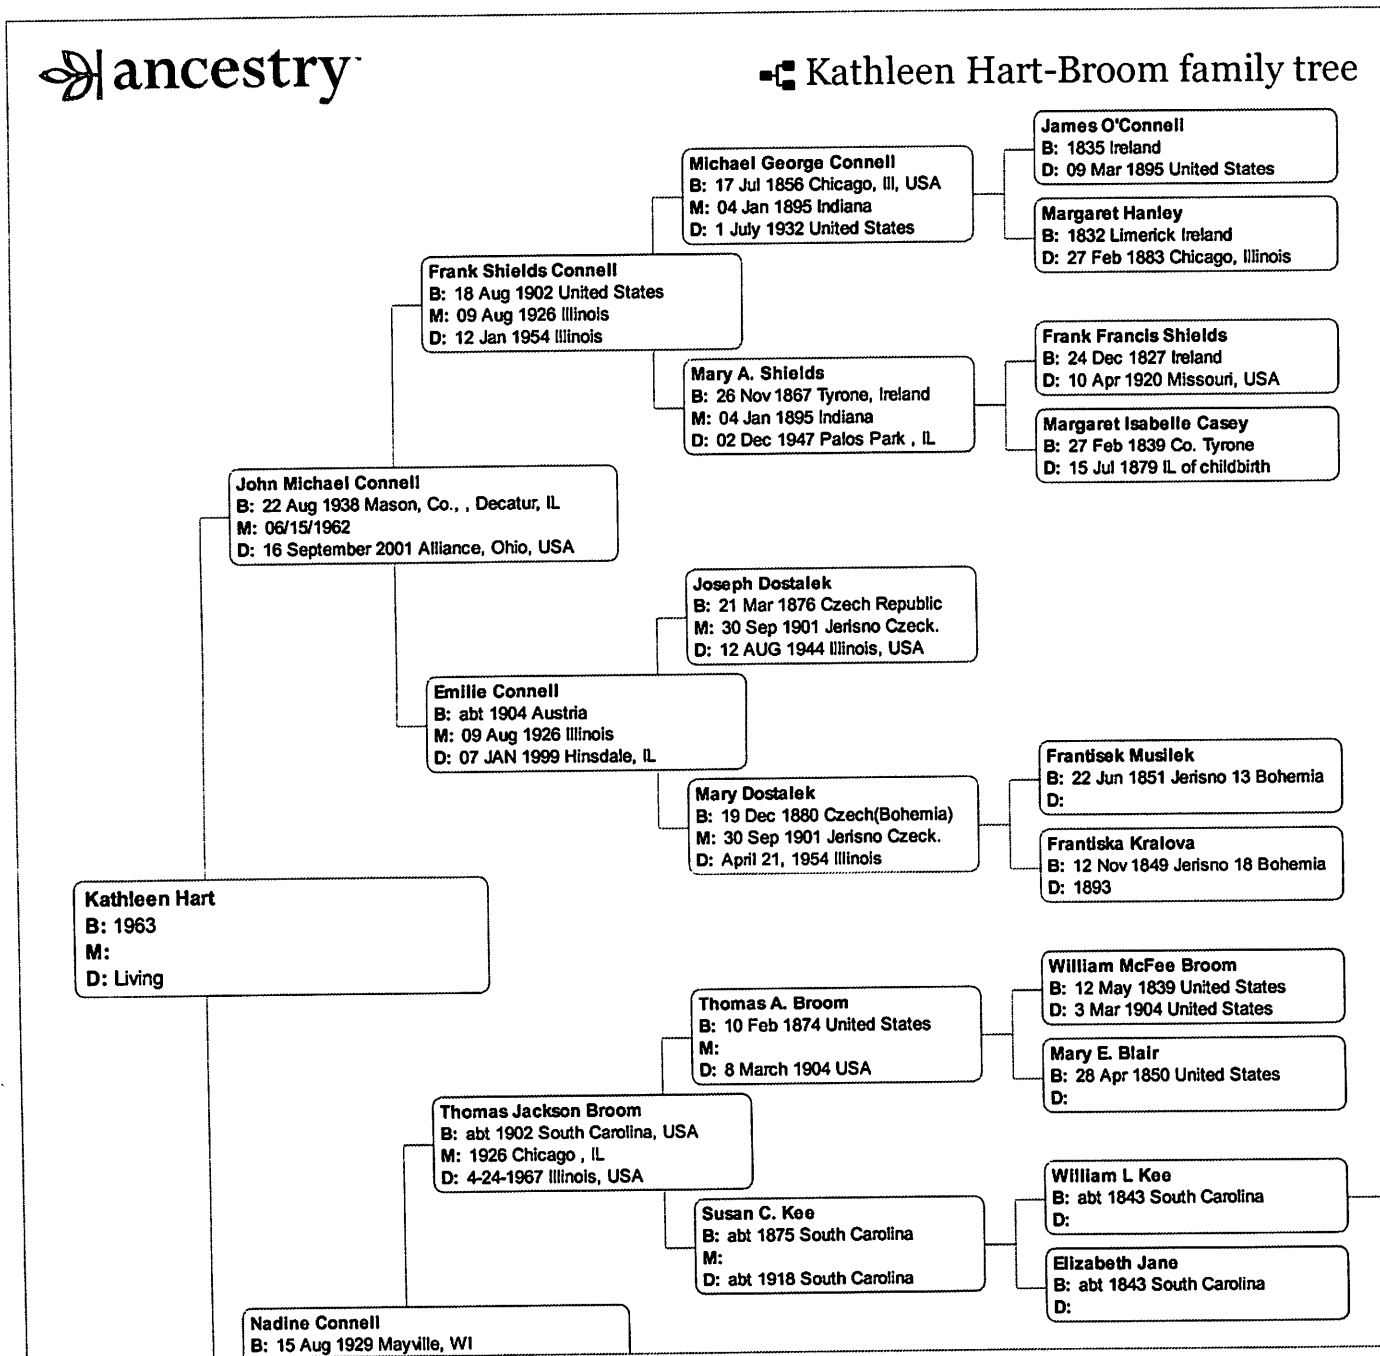 ancestry
Kathleen Hart-Broom family tree
James O'Connell
B: 1835 Ireland
D: 09 Mar 1895 United States
Michael George Connell
B: 17 Jul 1856 Chicago, Ill, USA
M: 04 Jan 1895 Indiana
D: 1 July 1932 United States
Margaret Hanley
B: 1832 Limerick Ireland
D: 27 Feb 1883 Chicago, Illinois
Frank Shields Connell
B: 18 Aug 1902 United States
M: 09 Aug 1926 Illinois
D: 12 Jan 1954 Illinois
Frank Francis Shields
B: 24 Dec 1827 Ireland
D: 10 Apr 1920 Missouri, USA
Mary A. Shields
B: 26 Nov 1867 Tyrone, Ireland
M: 04 Jan 1895 Indiana
D: 02 Dec 1947 Palos Park , IL
Margaret Isabelle Casey
B: 27 Feb 1839 Co. Tyrone
D: 15 Jul 1879 IL of childbirth
John Michael Connell
B: 22 Aug 1938 Mason, Co., , Decatur, IL
M: 06/15/1962
D: 16 September 2001 Alliance, Ohio, USA
Joseph Dostalek
B: 21 Mar 1876 Czech Republic
M: 30 Sep 1901 Jerisno Czeck.
D: 12 AUG 1944 Illinois, USA
Emilie Connell
B: abt 1904 Austria
M: 09 Aug 1926 Illinois
D: 07 JAN 1999 Hinsdale, IL
Frantisek Musilek
B: 22 Jun 1851 Jerisno 13 Bohemia
D:
Mary Dostalek
B: 19 Dec 1880 Czech(Bohemia)
M: 30 Sep 1901 Jerisno Czeck.
D: April 21, 1954 Illinois
Frantiska Kralova
B: 12 Nov 1849 Jerisno 18 Bohemia
D: 1893
Kathleen Hart
B: 1963
M:
D: Living
William McFee Broom
B: 12 May 1839 United States
D: 3 Mar 1904 United States
Thomas A. Broom
B: 10 Feb 1874 United States
M:
D: 8 March 1904 USA
Mary E. Blair
B: 28 Apr 1850 United States
D:
Thomas Jackson Broom
B: abt 1902 South Carolina, USA
M: 1926 Chicago , IL
D: 4-24-1967 Illinois, USA
William L Kee
B: abt 1843 South Carolina
D:
Susan C. Kee
B: abt 1875 South Carolina
M:
D: abt 1918 South Carolina
Elizabeth Jane
B: abt 1843 South Carolina
D:
Nadine Connell
B: 15 Aug 1929 Mayville, WI